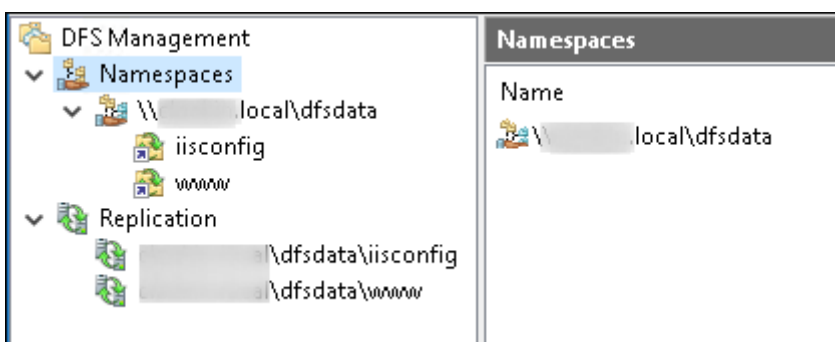 DFS Management
Namespaces
\\ .local\dfsdata
iisconfig
www
Replication
\dfsdata\iisconfig
\dfsdata\www
Namespaces
Name
\\ .local\dfsdata